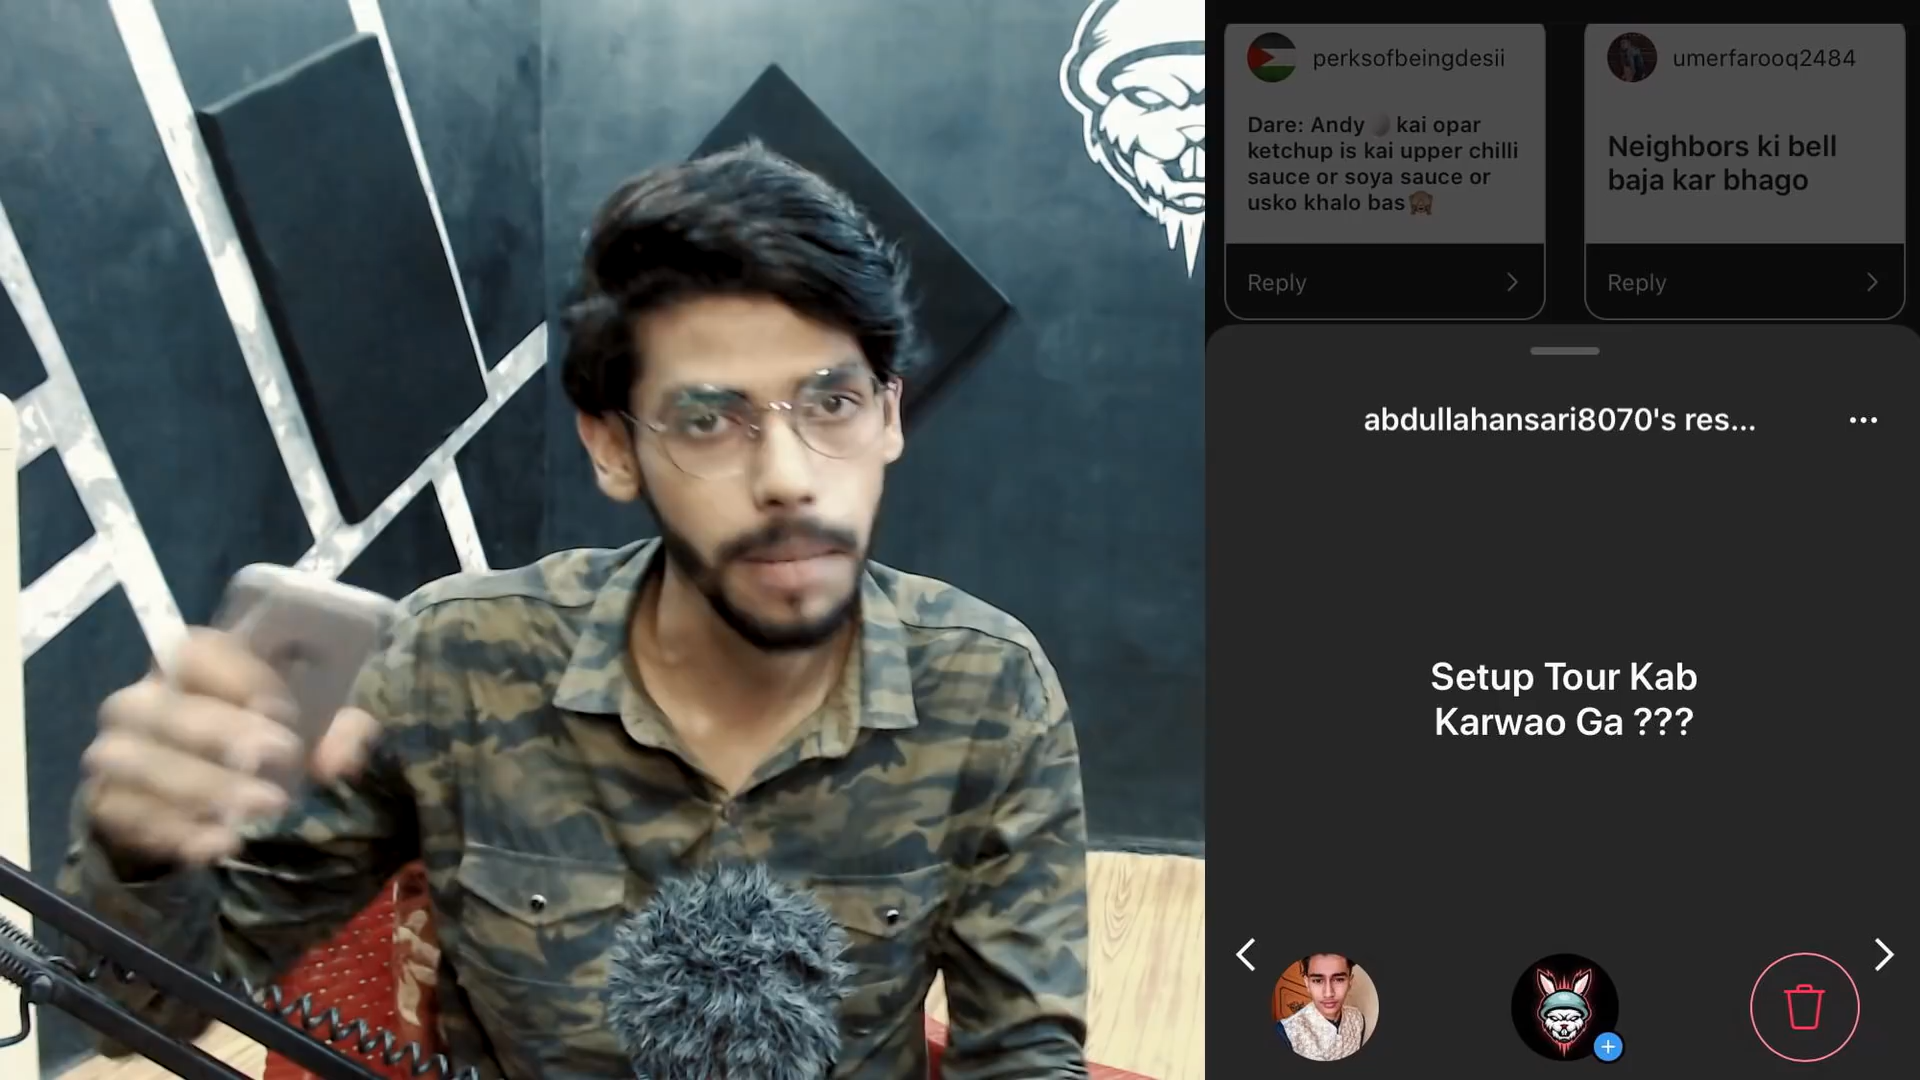 perksofbeingdesii
Dare: Andy🥚 kai opar
ketchup is kai upper chilli
sauce or soya sauce or
usko khalo bas🙈
Reply
umerfarooq2484
Neighbors ki bell
baja kar bhago
Reply
abdullahansari8070's res...
Setup Tour Kab
Karwao Ga ???